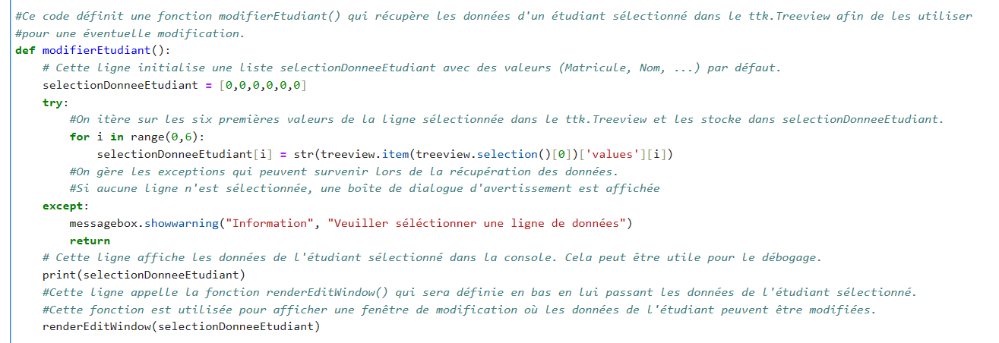 #Ce code définit une fonction modifierEtudiant() qui récupère les données d'un étudiant sélectionné dans le ttk.Treeview afin de les utiliser
#pour une éventuelle modification.
def modifierEtudiant():
    # Cette ligne initialise une liste selectionDonneeEtudiant avec des valeurs (Matricule, Nom, ...) par défaut.
    selectionDonneeEtudiant = [0,0,0,0,0,0]
    try:
        #On itère sur les six premières valeurs de la ligne sélectionnée dans le ttk.Treeview et les stocke dans selectionDonneeEtudiant.
        for i in range(0,6):
            selectionDonneeEtudiant[i] = str(treeview.item(treeview.selection()[0])['values'][i])
        #On gère les exceptions qui peuvent survenir lors de la récupération des données.
        #Si aucune ligne n'est sélectionnée, une boîte de dialogue d'avertissement est affichée
    except:
        messagebox.showwarning("Information", "Veuiller séléctionner une ligne de données")
        return
    # Cette ligne affiche les données de l'étudiant sélectionné dans la console. Cela peut être utile pour le débogage.
    print(selectionDonneeEtudiant)
    #Cette ligne appelle la fonction renderEditWindow() qui sera définie en bas en lui passant les données de l'étudiant sélectionné.
    #Cette fonction est utilisée pour afficher une fenêtre de modification où les données de l'étudiant peuvent être modifiées.
    renderEditWindow(selectionDonneeEtudiant)